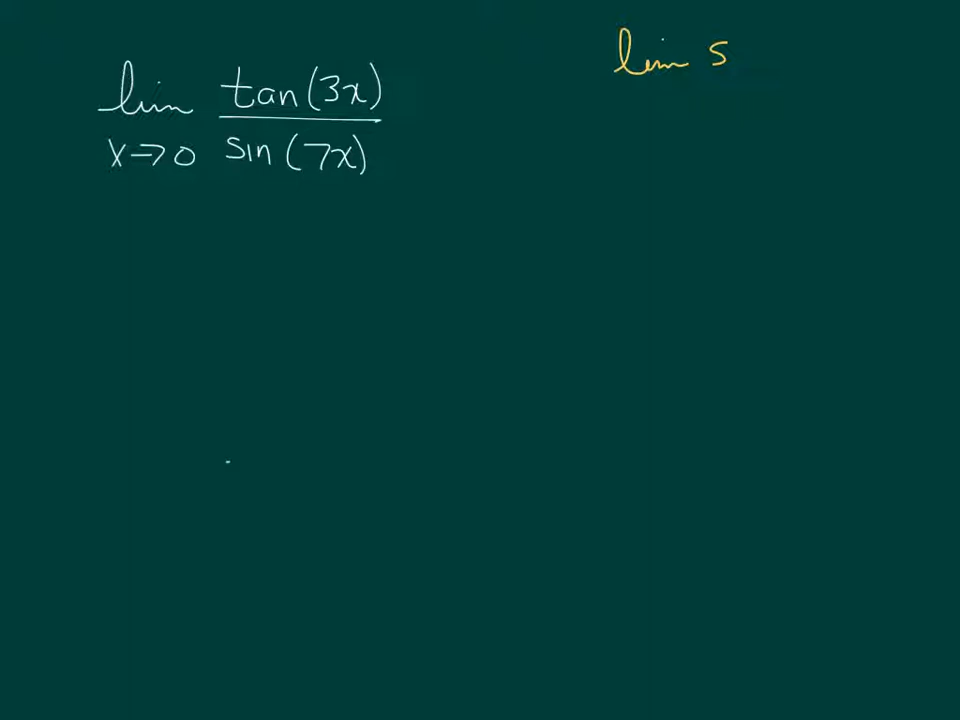 lim tan(3x)
x→0 sin(7x)
lim s